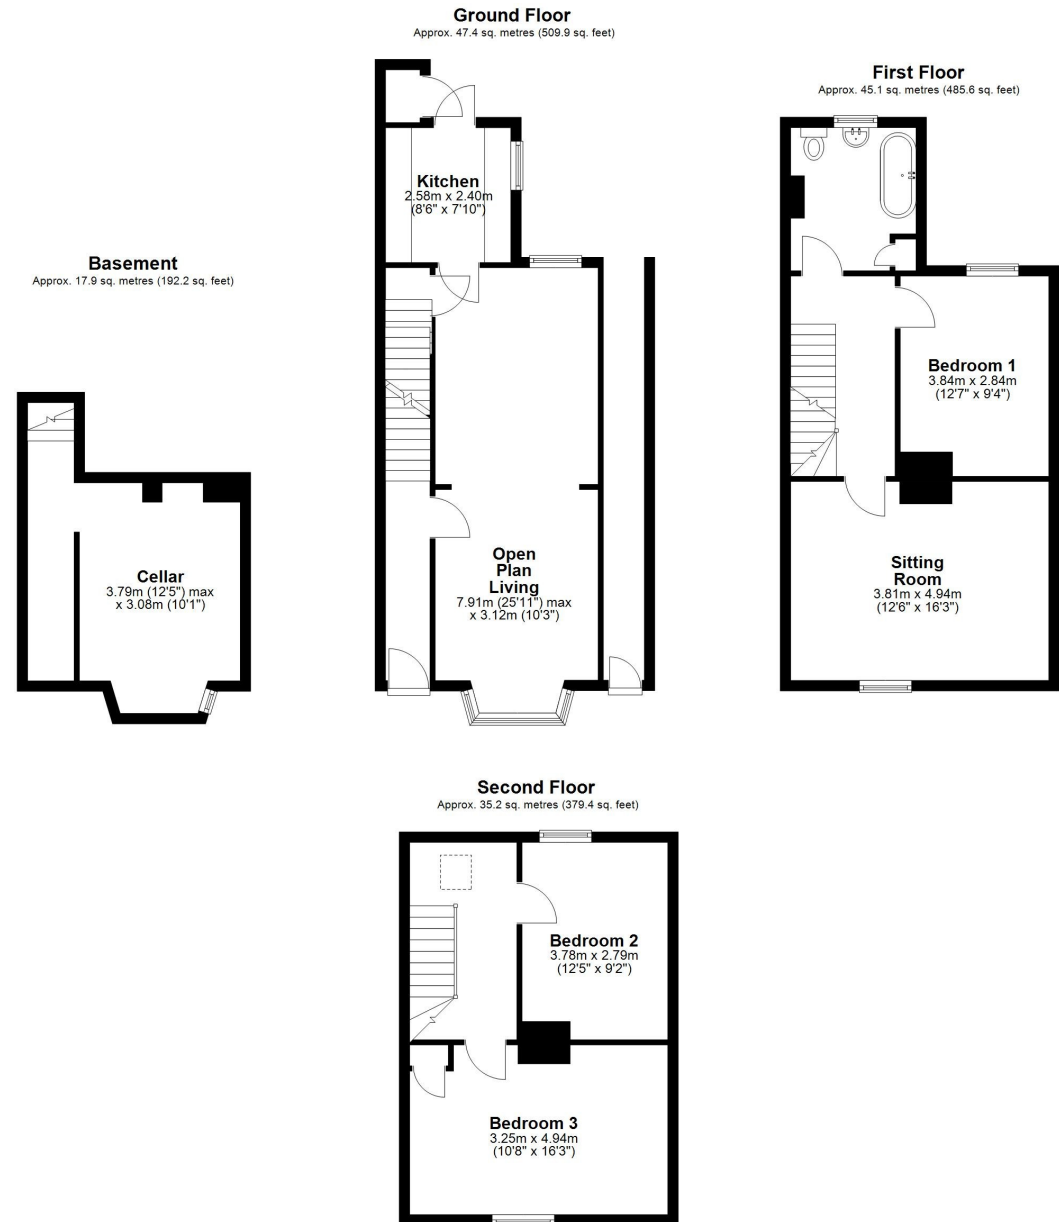 Ground Floor
Approx. 47.4 sq. metres (509.9 sq. feet)
First Floor
Approx. 45.1 sq. metres (485.6 sq. feet)
Kitchen
2.58m x 2.40m
(8'6" x 7'10")
Basement
Approx. 17.9 sq. metres (192.2 sq. feet)
Bedroom 1
3.84m x 2.84m
(12'7" x 9'4")
Cellar
3.79m (12'5") max
x 3.08m (10'1")
Open
Plan
Living
7.91m (25'11") max
x 3.12m (10'3")
Sitting
Room
3.81m x 4.94m
(12'6" x 16'3")
Second Floor
Approx. 35.2 sq. metres (379.4 sq. feet)
Bedroom 2
3.78m x 2.79m
(12'5" x 9'2")
Bedroom 3
3.25m x 4.94m
(10'8" x 16'3")